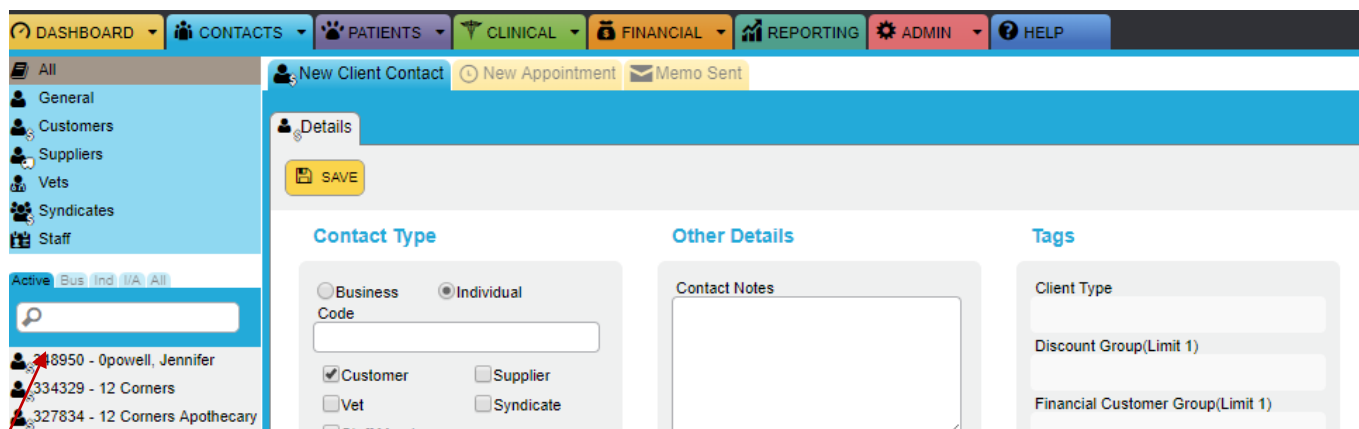 DASHBOARD CONTACTS PATIENTS CLINICAL FINANCIAL REPORTING ADMIN HELP
All
General
Customers
Suppliers
Vets
Syndicates
Staff
Active Bus Ind I/A All
348950 - 0powell, Jennifer
334329 - 12 Corners
327834 - 12 Corners Apothecary
New Client Contact New Appointment Memo Sent
Details
SAVE
Contact Type
Business Individual
Code
Customer Supplier
Vet Syndicate
Other Details
Contact Notes
Tags
Client Type
Discount Group(Limit 1)
Financial Customer Group(Limit 1)